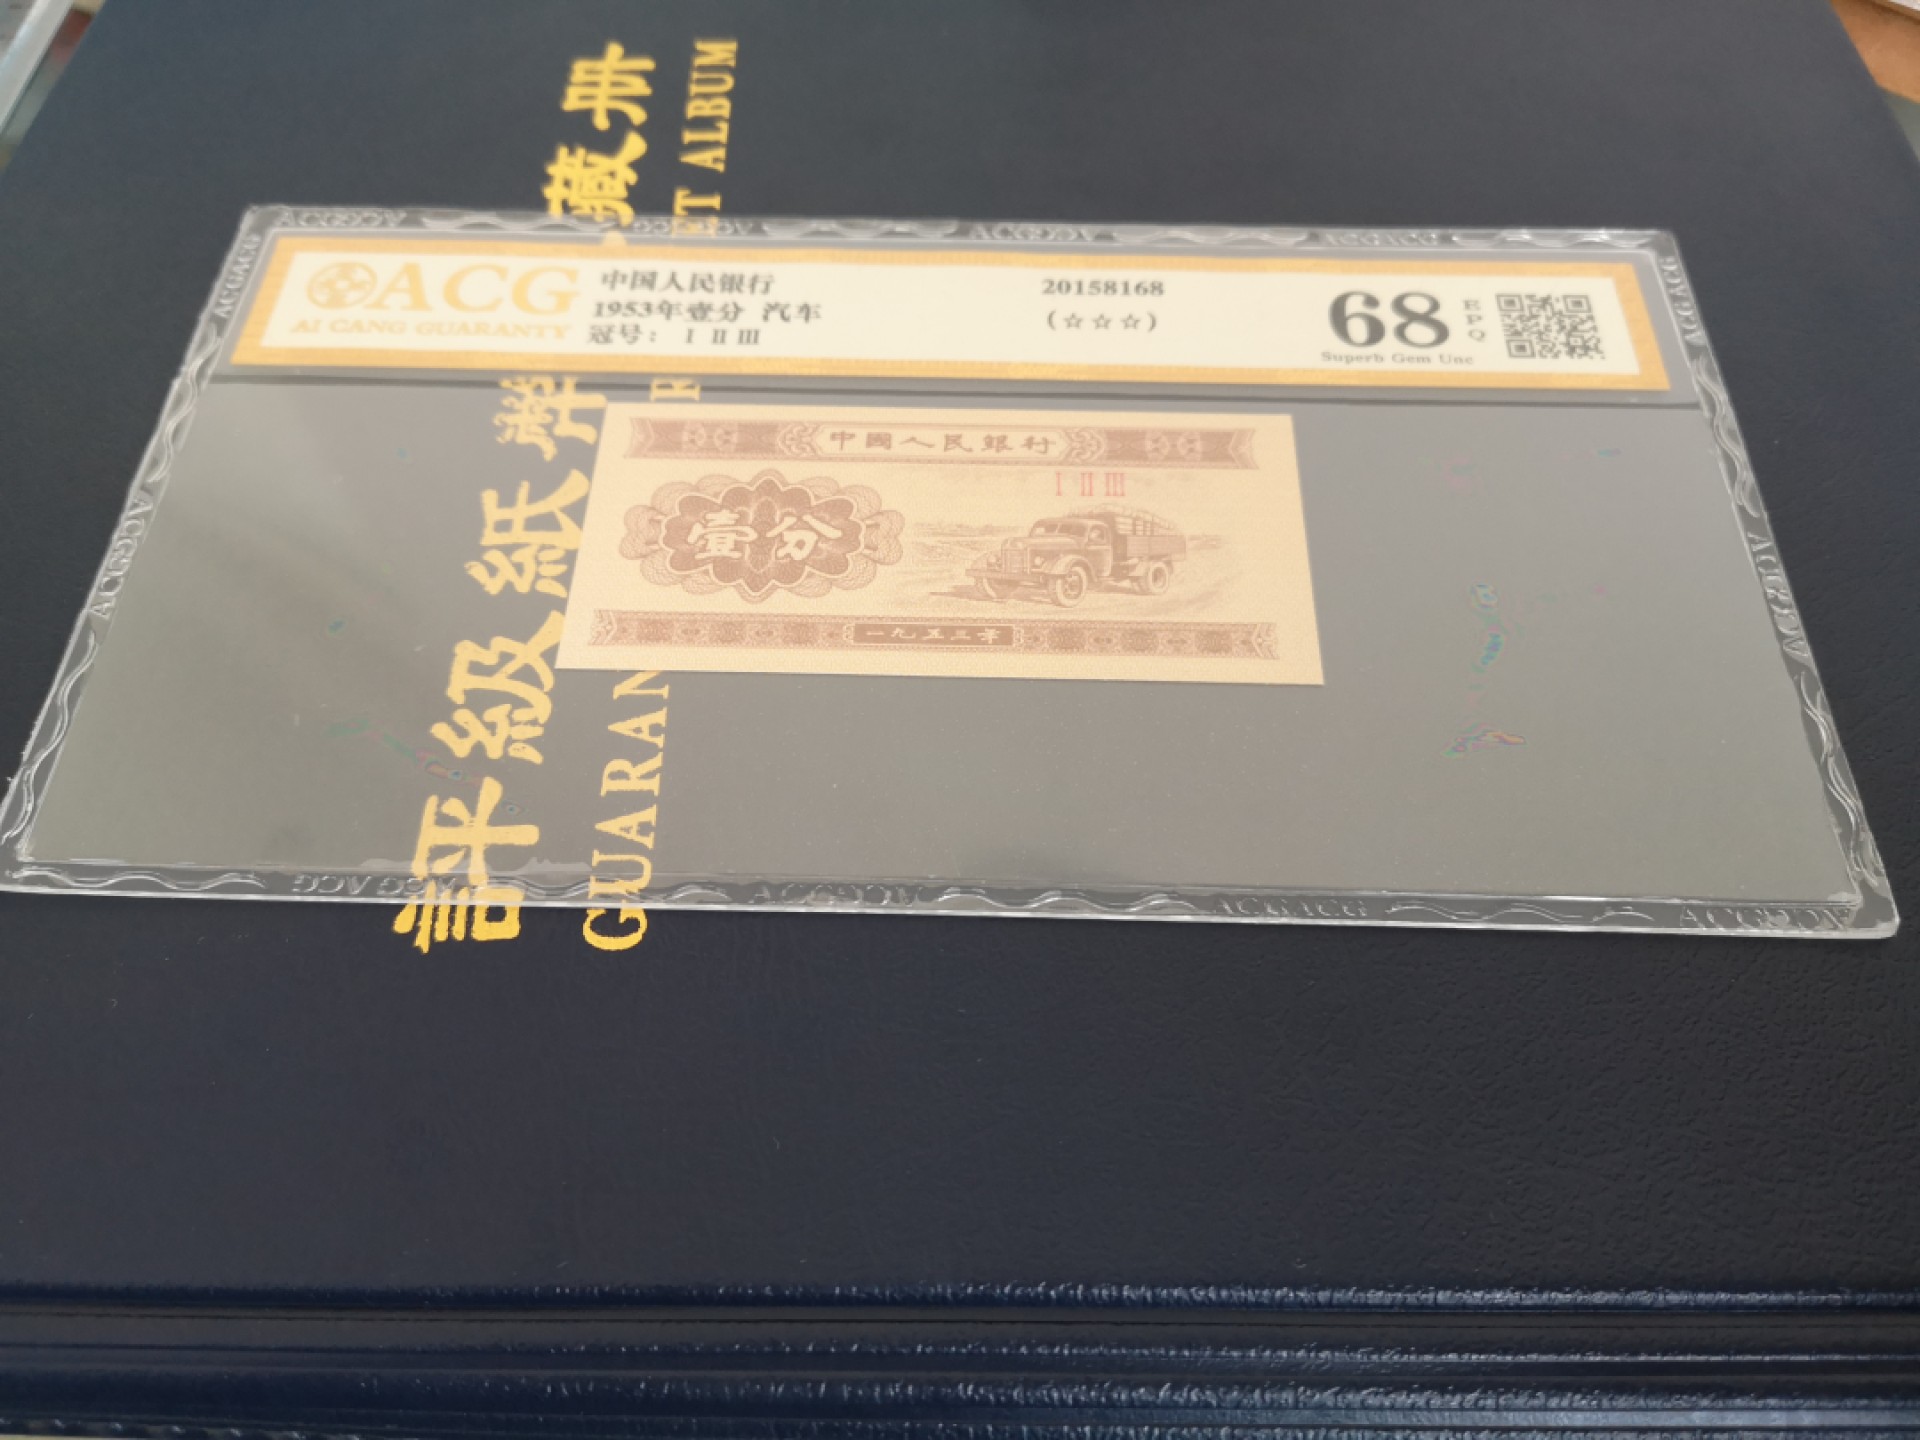 ACG
AI CANG GUARANTY
中国人民银行
1953年壹分 汽车
冠号： Ⅰ Ⅱ Ⅲ
20158168
(☆☆☆)
68
EPQ
Superb Gem Unc
中國人民銀行
Ⅰ Ⅱ Ⅲ
壹分
一九五三年
評級紙
藏册
GUARAN
ET ALBUM